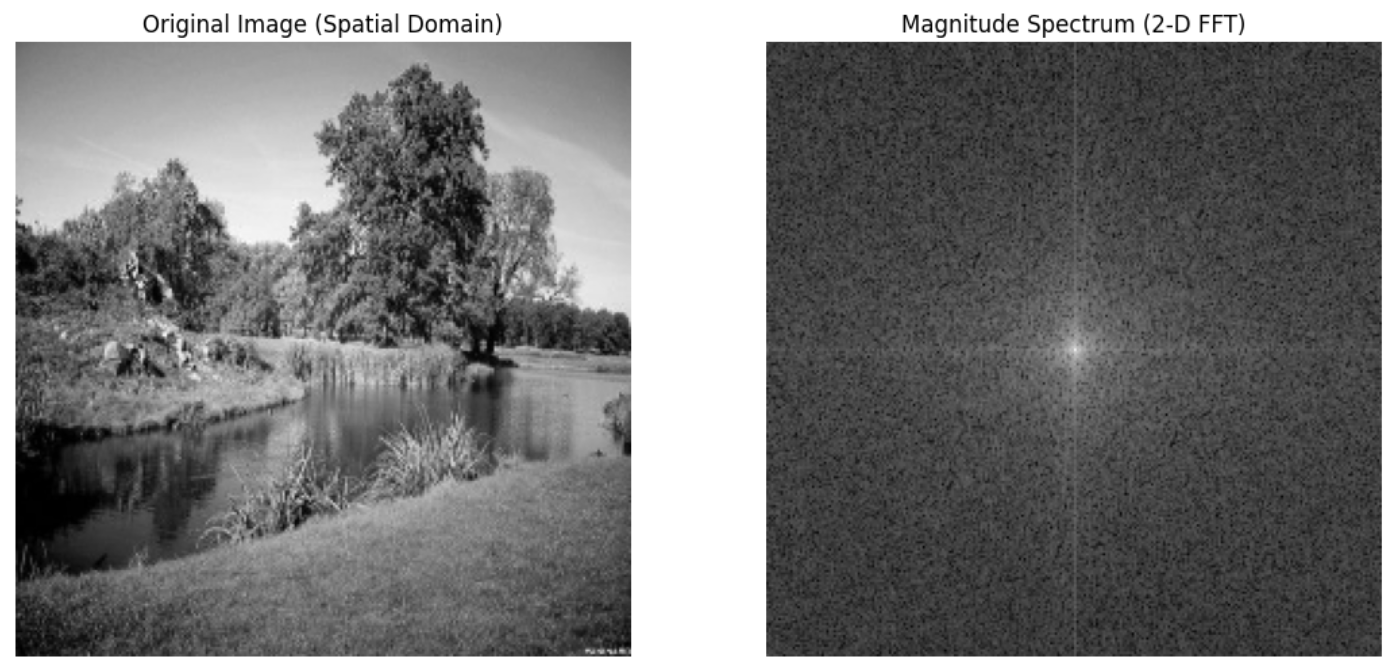 Original Image (Spatial Domain)
Magnitude Spectrum (2-D FFT)